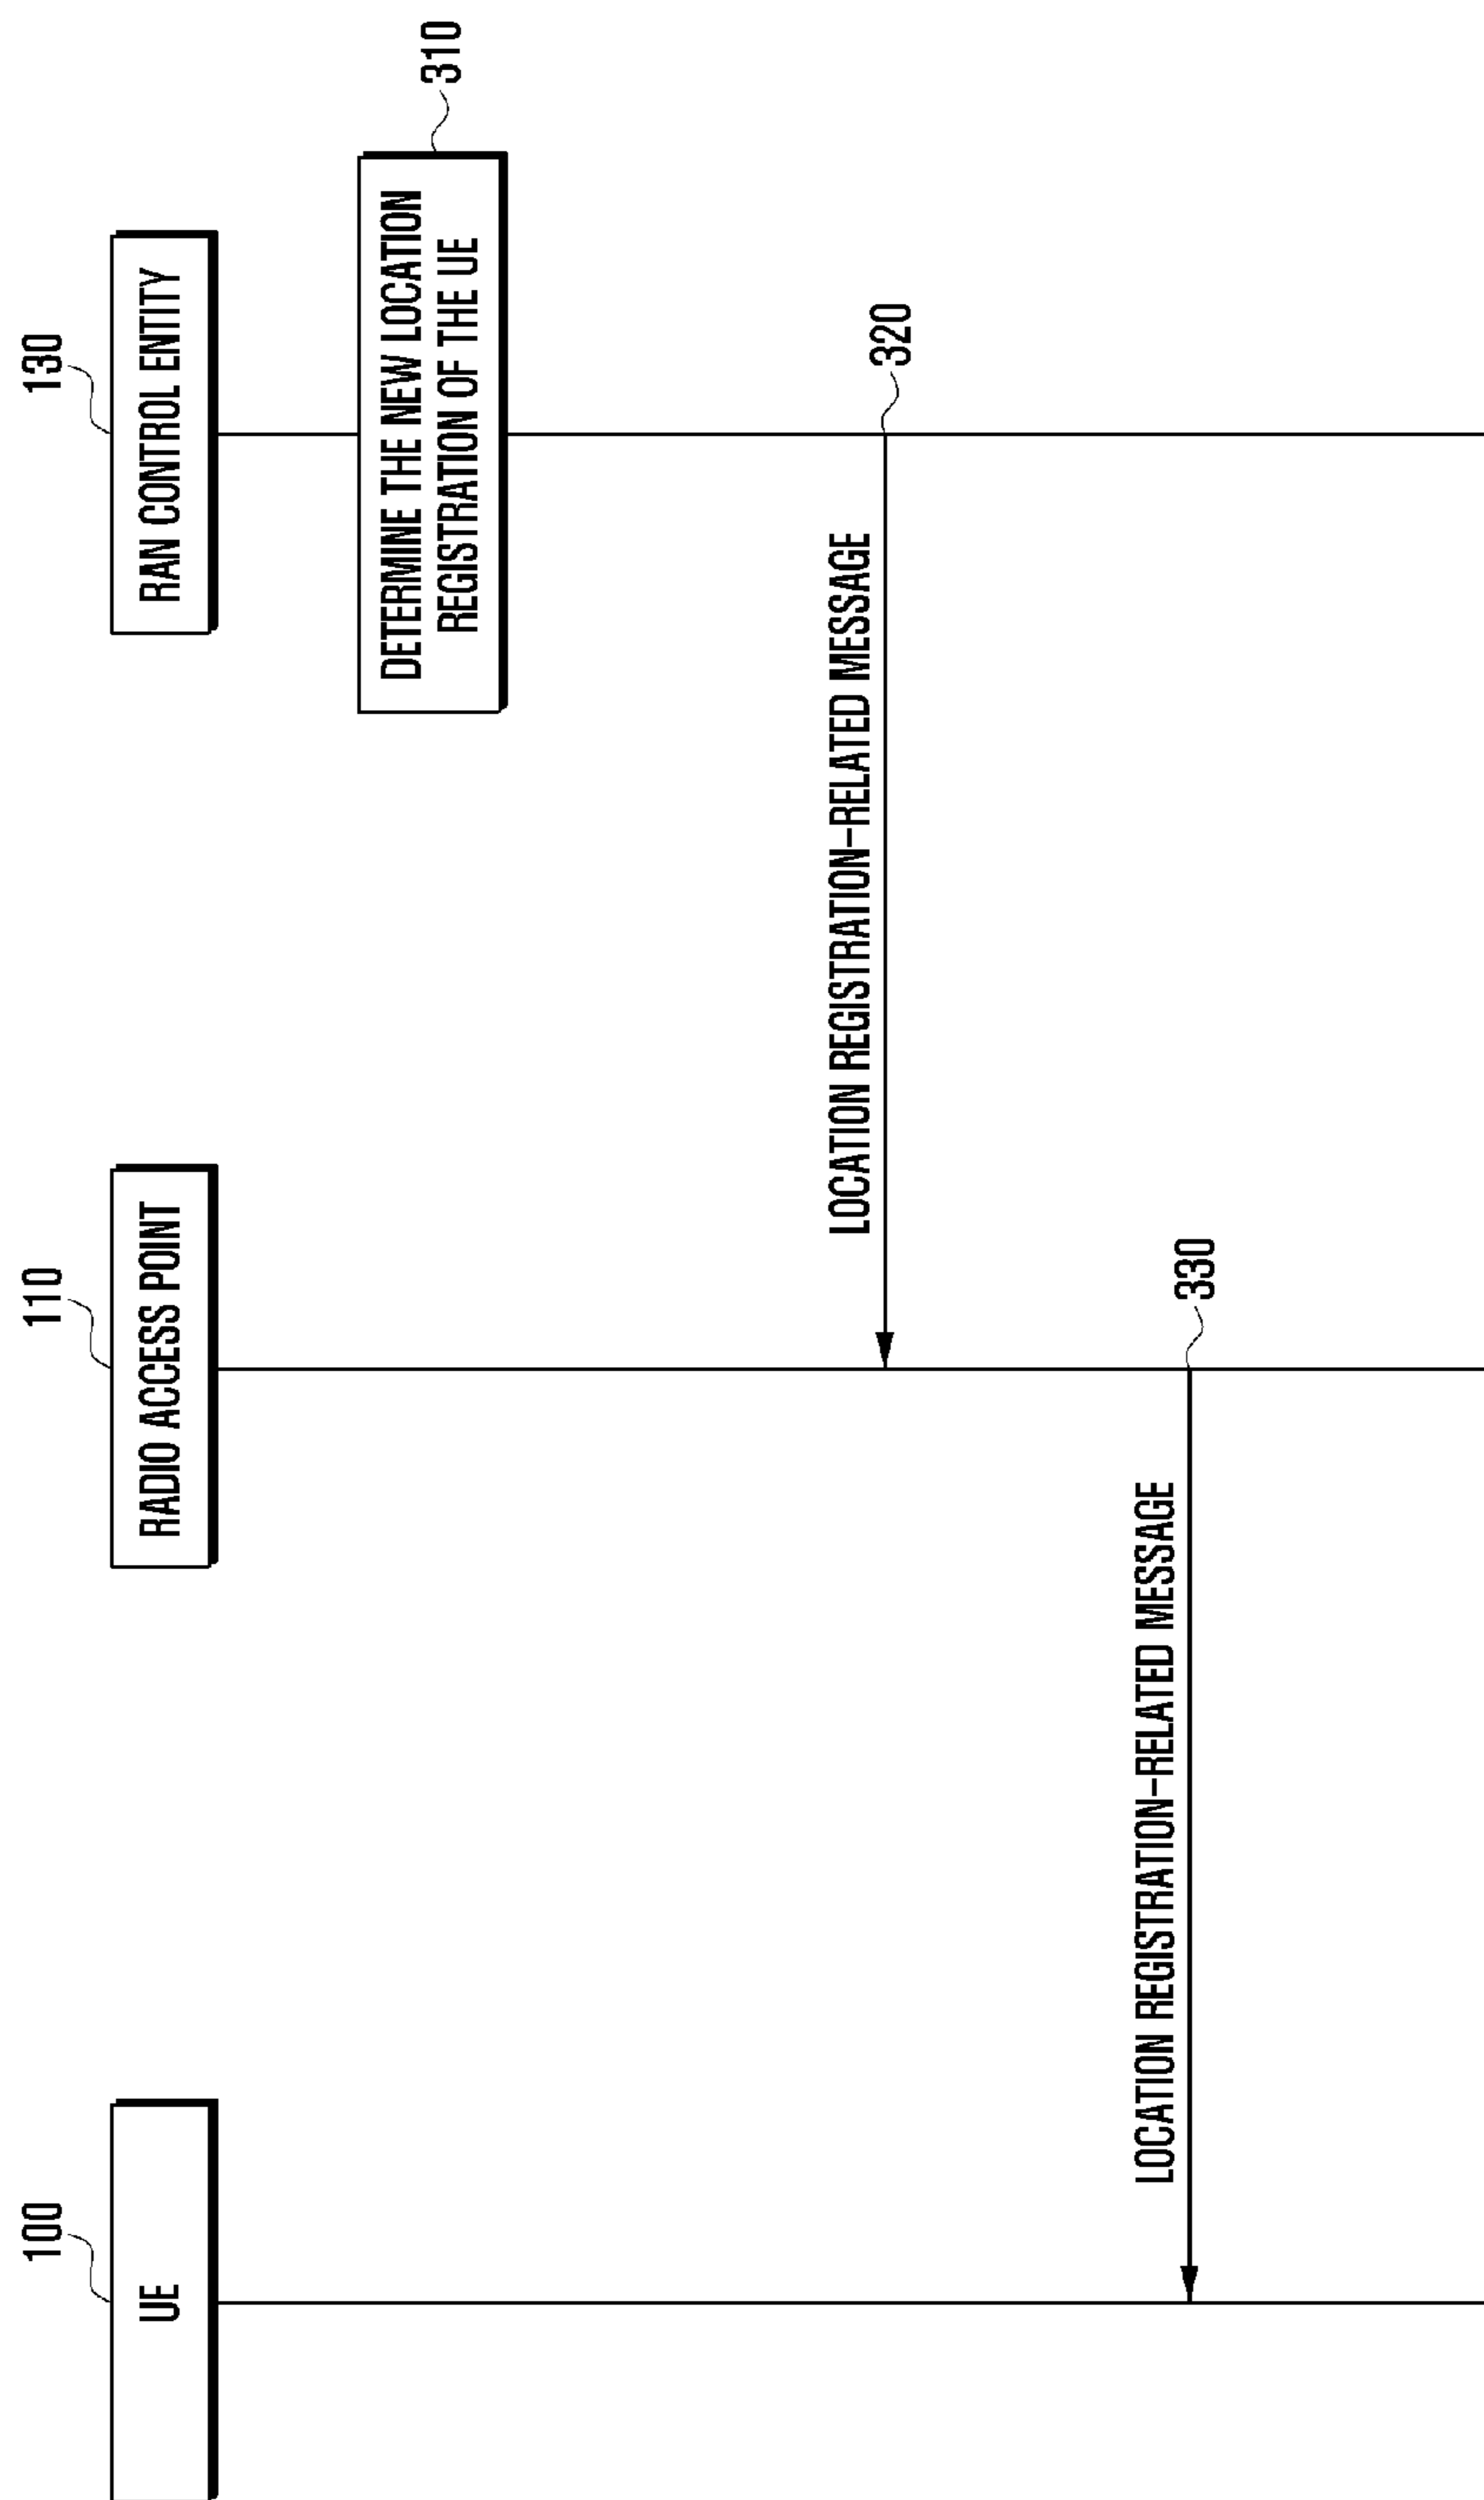 100
110
130
UE
RADIO ACCESS POINT
RAN CONTROL ENTITY
310
DETERMINE THE NEW LOCATION
REGISTRATION OF THE UE
LOCATION REGISTRATION-RELATED MESSAGE
320
LOCATION REGISTRATION-RELATED MESSAGE
330